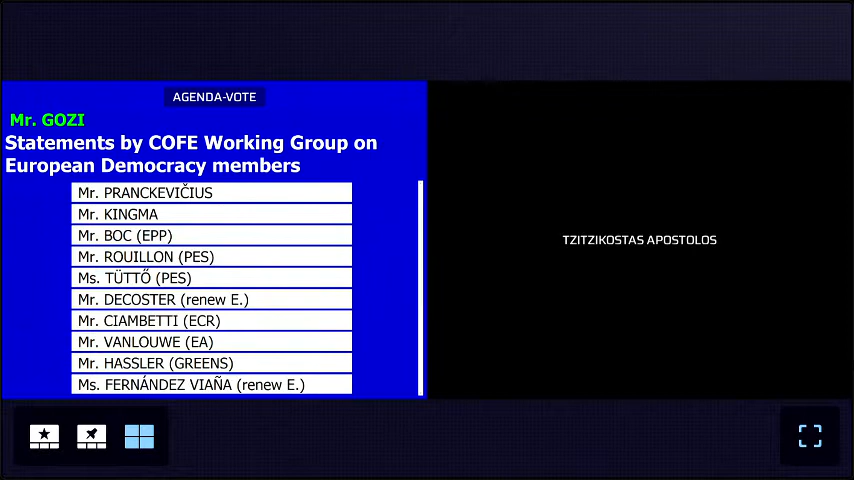 AGENDA-VOTE
Mr. GOZI
Statements by COFE Working Group on
European Democracy members
Mr. PRANCKEVIČIUS
Mr. KINGMA
Mr. BOC (EPP)
Mr. ROUILLON (PES)
Ms. TÜTTŐ (PES)
Mr. DECOSTER (renew E.)
Mr. CIAMBETTI (ECR)
Mr. VANLOUWE (EA)
Mr. HASSLER (GREENS)
Ms. FERNÁNDEZ VIAÑA (renew E.)
TZITZIKOSTAS APOSTOLOS